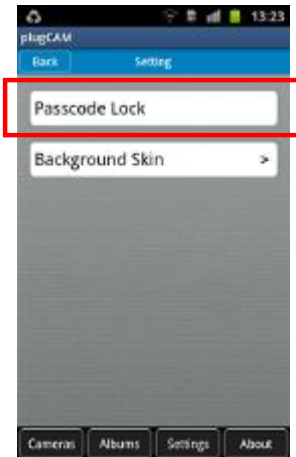 13:23
plugCAM
Back Setting
Passcode Lock
Background Skin >
Cameras Albums Settings About